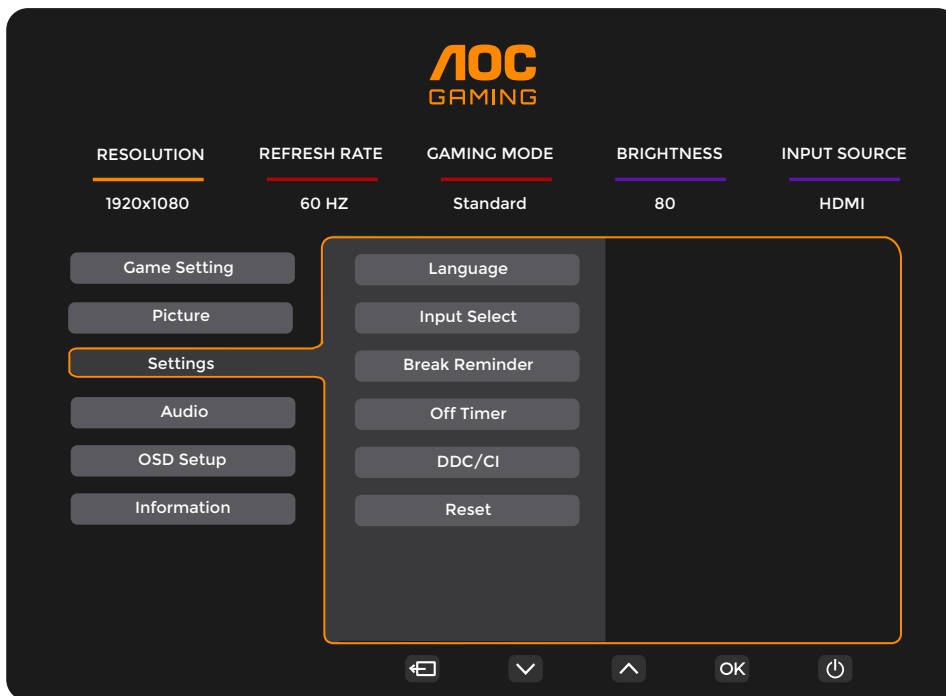 AOC
GAMING
RESOLUTION REFRESH RATE GAMING MODE BRIGHTNESS INPUT SOURCE
1920x1080 60 HZ Standard 80 HDMI
Game Setting
Picture
Settings
Audio
OSD Setup
Information
Language
Input Select
Break Reminder
Off Timer
DDC/CI
Reset
OK